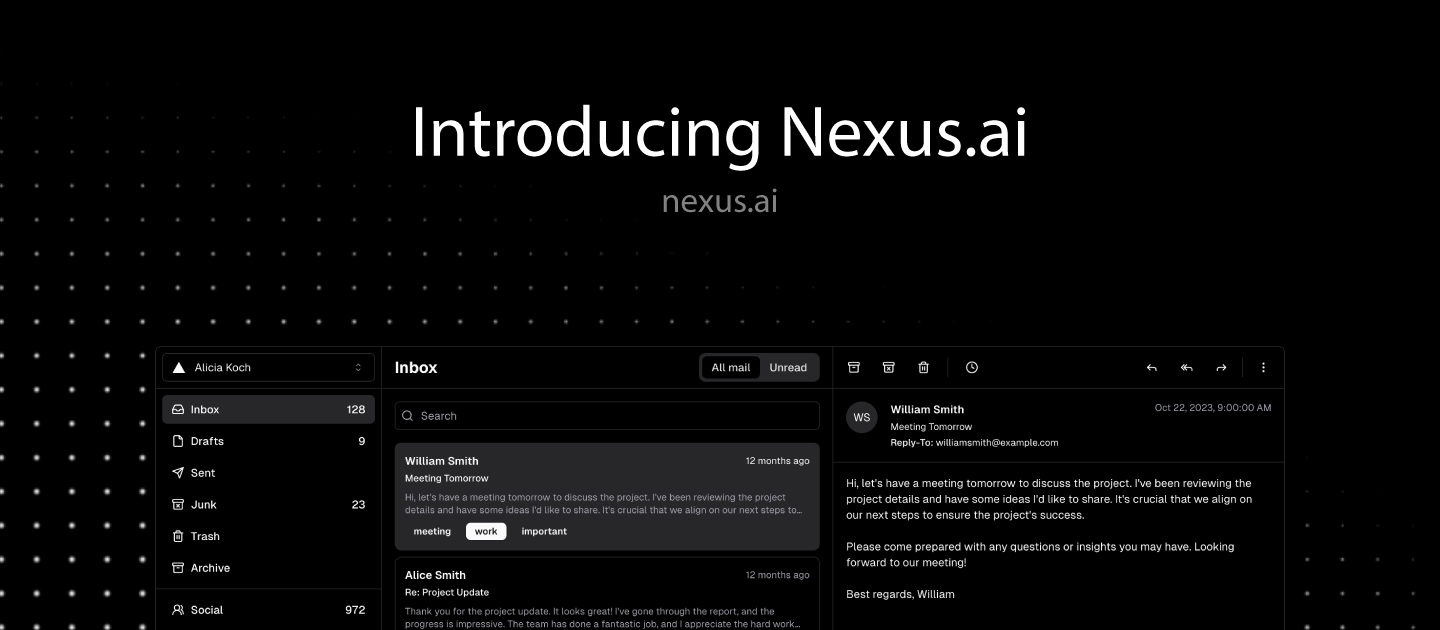 Introducing Nexus.ai
nexus.ai
Alicia Koch
Inbox 128
Drafts 9
Sent
Junk 23
Trash
Archive
Social 972
Inbox
All mail Unread
Search
William Smith 12 months ago
Meeting Tomorrow
Hi, let's have a meeting tomorrow to discuss the project. I've been reviewing the project
details and have some ideas I'd like to share. It's crucial that we align on our next steps to...
meeting work important
Alice Smith 12 months ago
Re: Project Update
Thank you for the project update. It looks great! I've gone through the report, and the
progress is impressive. The team has done a fantastic job, and I appreciate the hard work...
WS
William Smith Oct 22, 2023, 9:00:00 AM
Meeting Tomorrow
Reply-To: williamsmith@example.com
Hi, let's have a meeting tomorrow to discuss the project. I've been reviewing the
project details and have some ideas I'd like to share. It's crucial that we align on
our next steps to ensure the project's success.
Please come prepared with any questions or insights you may have. Looking
forward to our meeting!
Best regards, William